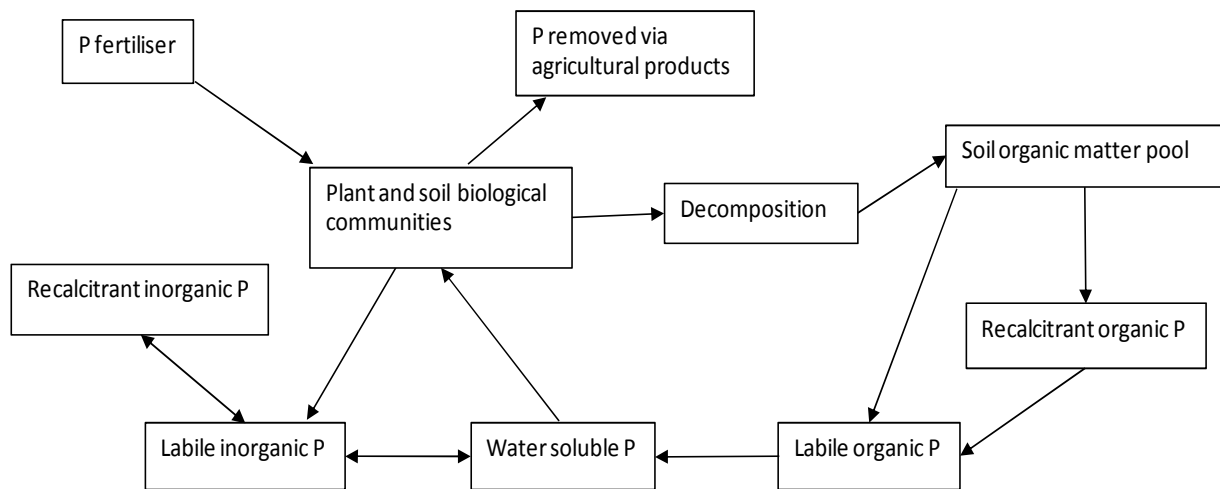 P fertiliser
P removed via
agricultural products
Soil organic matter pool
Plant and soil biological
communities
Decomposition
Recalcitrant inorganic P
Recalcitrant organic P
Labile inorganic P
Water soluble P
Labile organic P